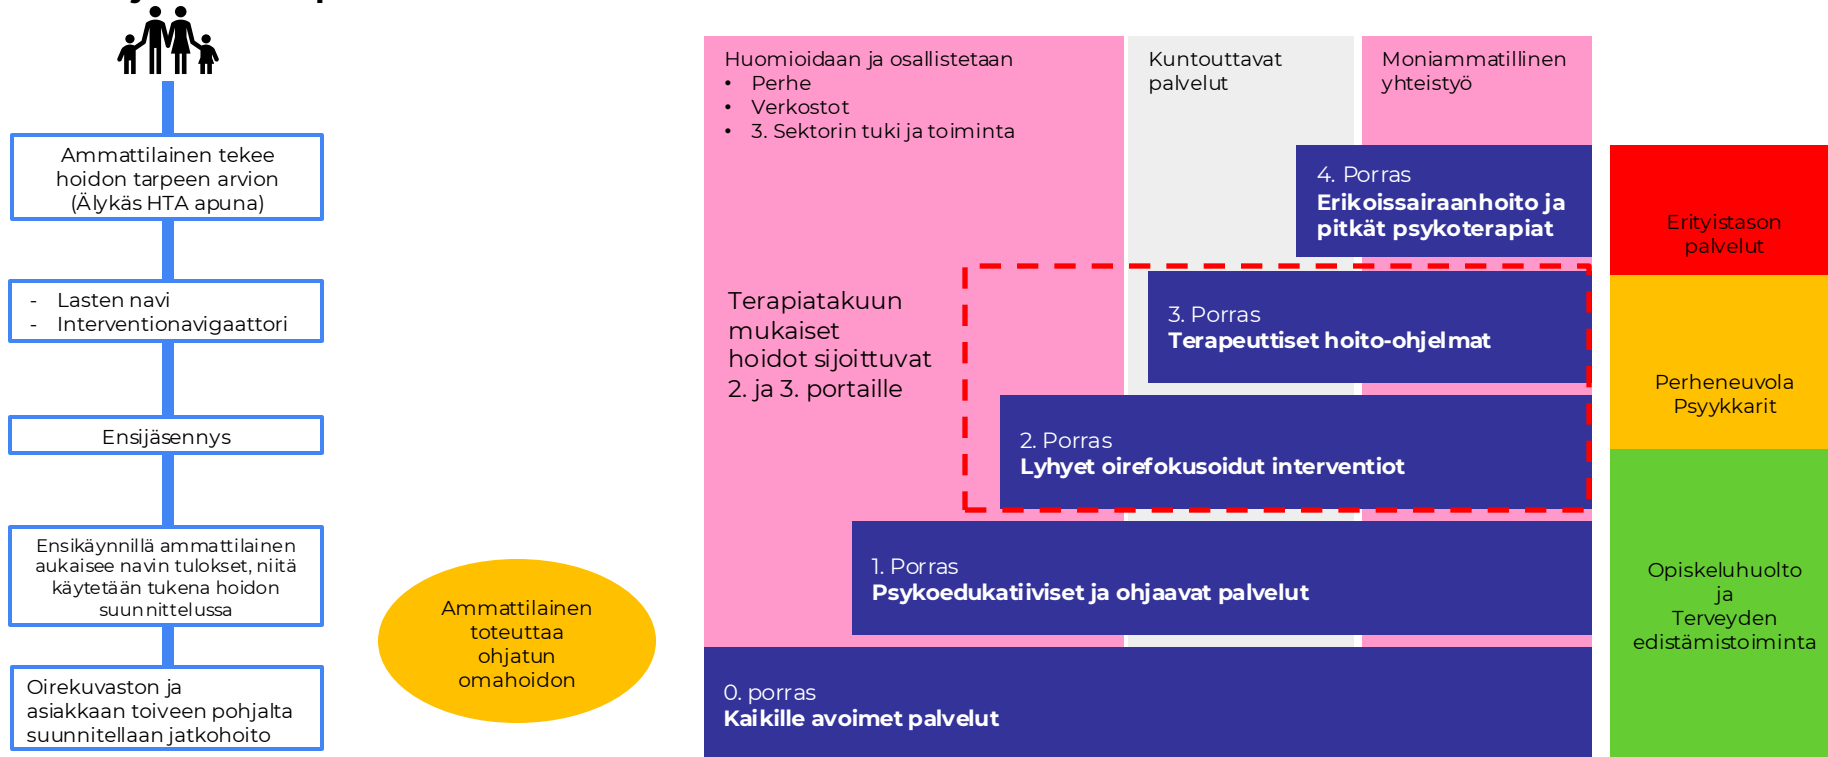 Ammattilainen tekee
hoidon tarpeen arvion
(Älykäs HTA apuna)
- Lasten navi
- Interventionavigaattori
Ensijäsennys
Ensikäynnillä ammattilainen
aukaisee navin tulokset, niitä
käytetään tukena hoidon
suunnittelussa
Oirekuvaston ja
asiakkaan toiveen pohjalta
suunnitellaan jatkohoito
Ammattilainen
toteuttaa
ohjatun
omahoidon
Huomioidaan ja osallistetaan
• Perhe
• Verkostot
• 3. Sektorin tuki ja toiminta
Kuntouttavat
palvelut
Moniammatillinen
yhteistyö
Terapiatakuun
mukaiset
hoidot sijoittuvat
2. ja 3. portaille
4. Porras
Erikoissairaanhoito ja
pitkät psykoterapiat
3. Porras
Terapeuttiset hoito-ohjelmat
2. Porras
Lyhyet oirefokusoidut interventiot
1. Porras
Psykoedukatiiviset ja ohjaavat palvelut
0. porras
Kaikille avoimet palvelut
Erityistason
palvelut
Perheneuvola
Psyykkarit
Opiskeluhuolto
ja
Terveyden
edistämistoiminta